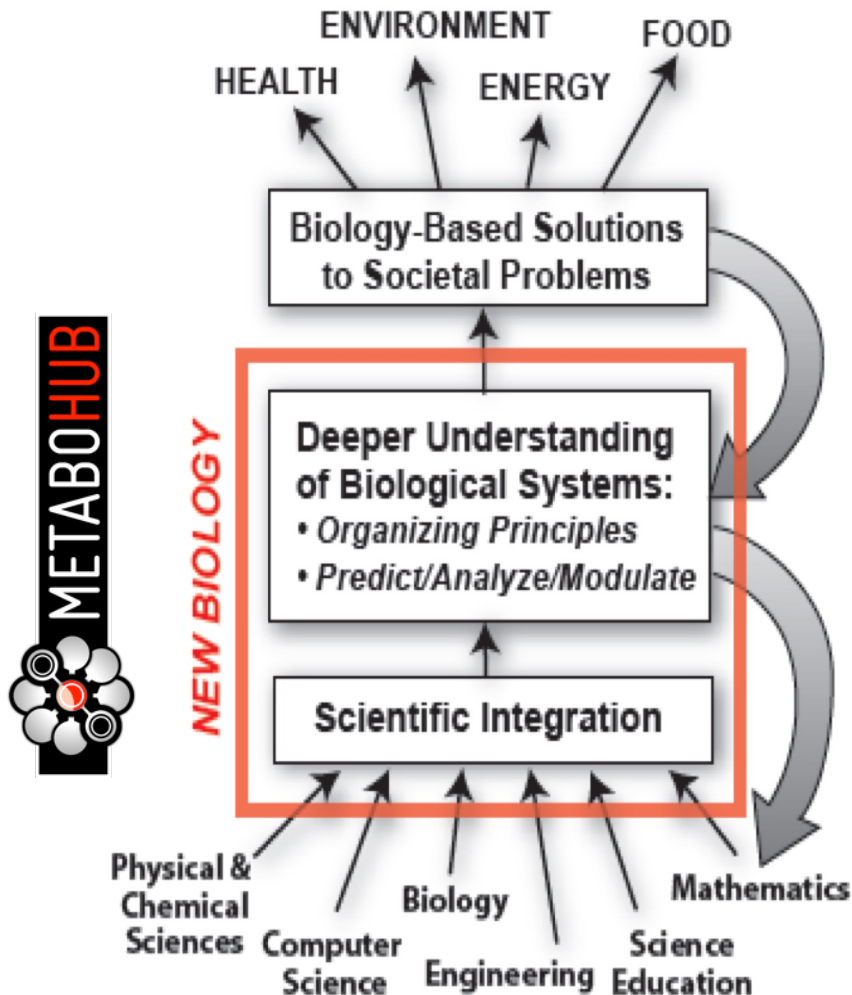 ENVIRONMENT
FOOD
HEALTH
ENERGY
Biology-Based Solutions
to Societal Problems
METABOHUB
NEW BIOLOGY
Deeper Understanding
of Biological Systems:
• Organizing Principles
• Predict/Analyze/Modulate
Scientific Integration
Physical &
Chemical
Sciences
Computer
Science
Biology
Engineering
Science
Education
Mathematics